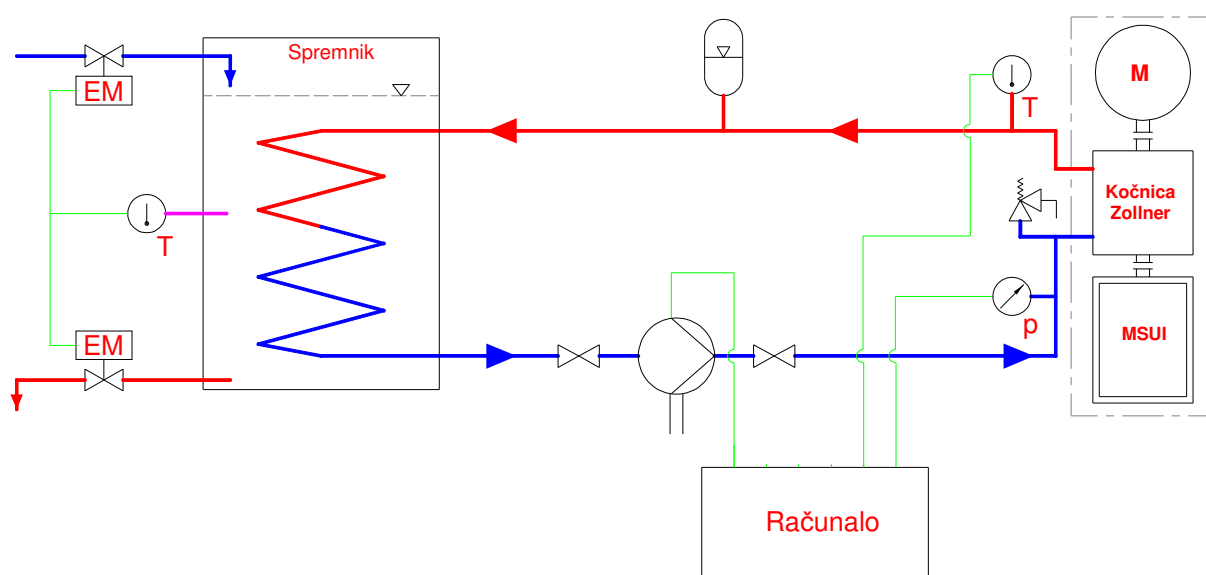 Spremnik
EM
T
EM
T
M
Kočnica
Zollner
p
MSUI
Računalo